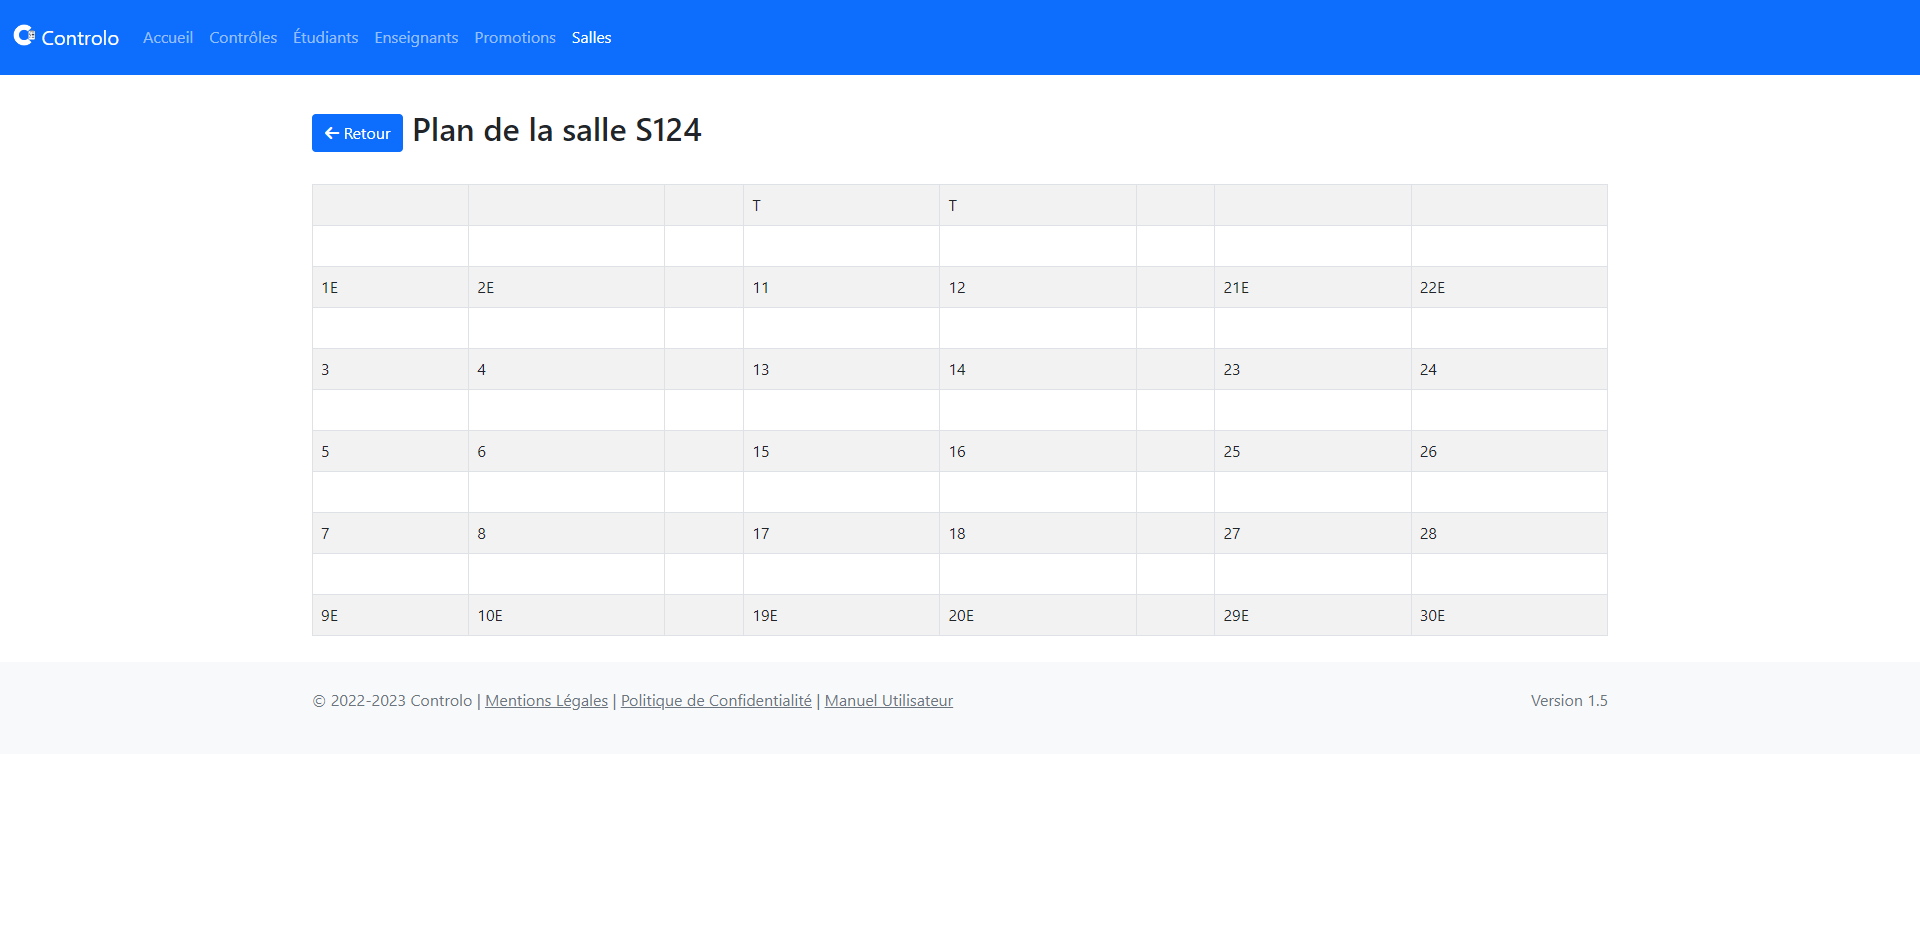 Controlo Accueil Contrôles Étudiants Enseignants Promotions Salles
Retour Plan de la salle S124
T T
1E 2E 11 12 21E 22E
3 4 13 14 23 24
5 6 15 16 25 26
7 8 17 18 27 28
9E 10E 19E 20E 29E 30E
© 2022-2023 Controlo | Mentions Légales | Politique de Confidentialité | Manuel Utilisateur Version 1.5